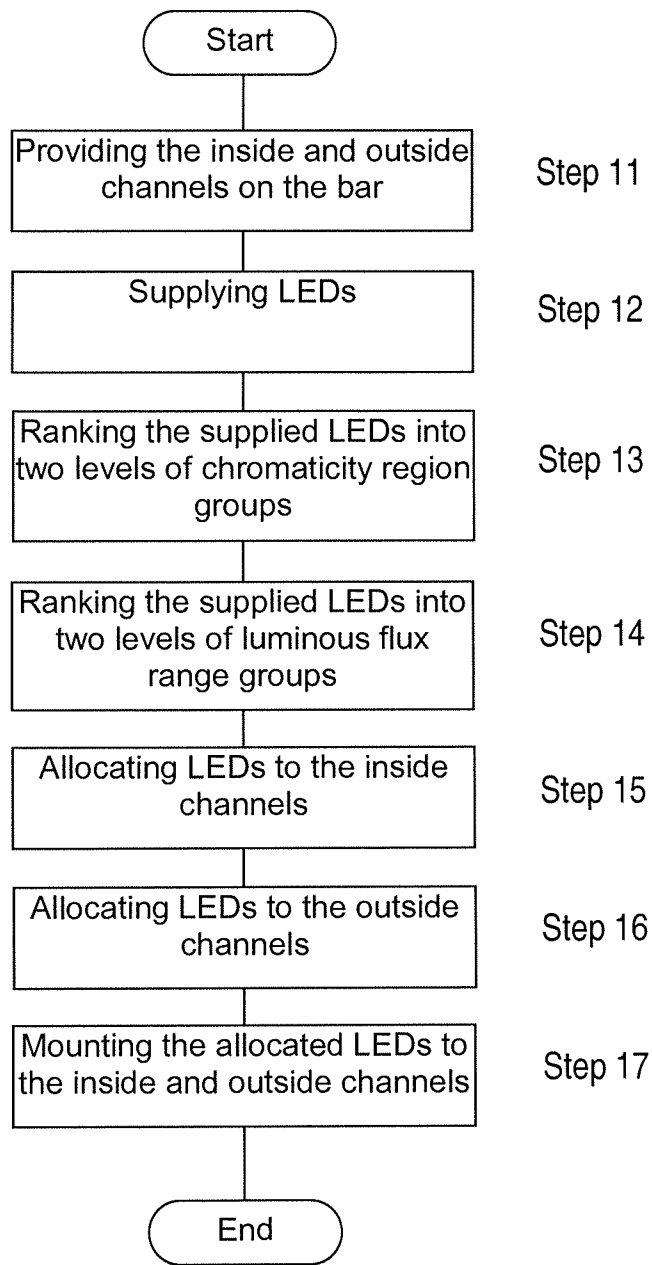 Start
Providing the inside and outside
channels on the bar
Step 11
Supplying LEDs
Step 12
Ranking the supplied LEDs into
two levels of chromaticity region
groups
Step 13
Ranking the supplied LEDs into
two levels of luminous flux
range groups
Step 14
Allocating LEDs to the inside
channels
Step 15
Allocating LEDs to the outside
channels
Step 16
Mounting the allocated LEDs to
the inside and outside channels
Step 17
End